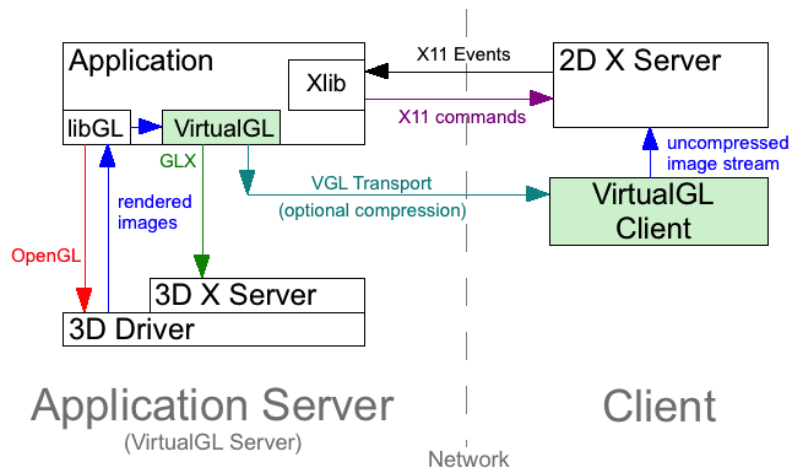 Application
Xlib
libGL
VirtualGL
X11 Events
X11 commands
2D X Server
GLX
VGL Transport
(optional compression)
uncompressed
image stream
VirtualGL
Client
rendered
images
OpenGL
3D X Server
3D Driver
Application Server
(VirtualGL Server)
Network
Client